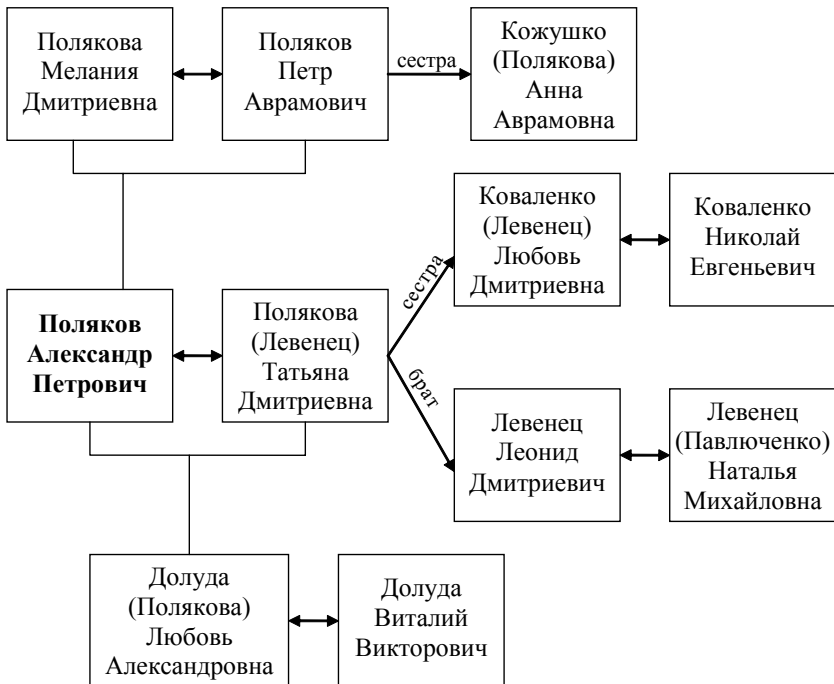 Полякова
Мелания
Дмитриевна
Поляков
Петр
Аврамович
сестра
Кожушко
(Полякова)
Анна
Аврамовна
Поляков
Александр
Петрович
Полякова
(Левенец)
Татьяна
Дмитриевна
сестра
Коваленко
(Левенец)
Любовь
Дмитриевна
Коваленко
Николай
Евгеньевич
брат
Левенец
Леонид
Дмитриевич
Левенец
(Павлюченко)
Наталья
Михайловна
Долуда
(Полякова)
Любовь
Александровна
Долуда
Виталий
Викторович